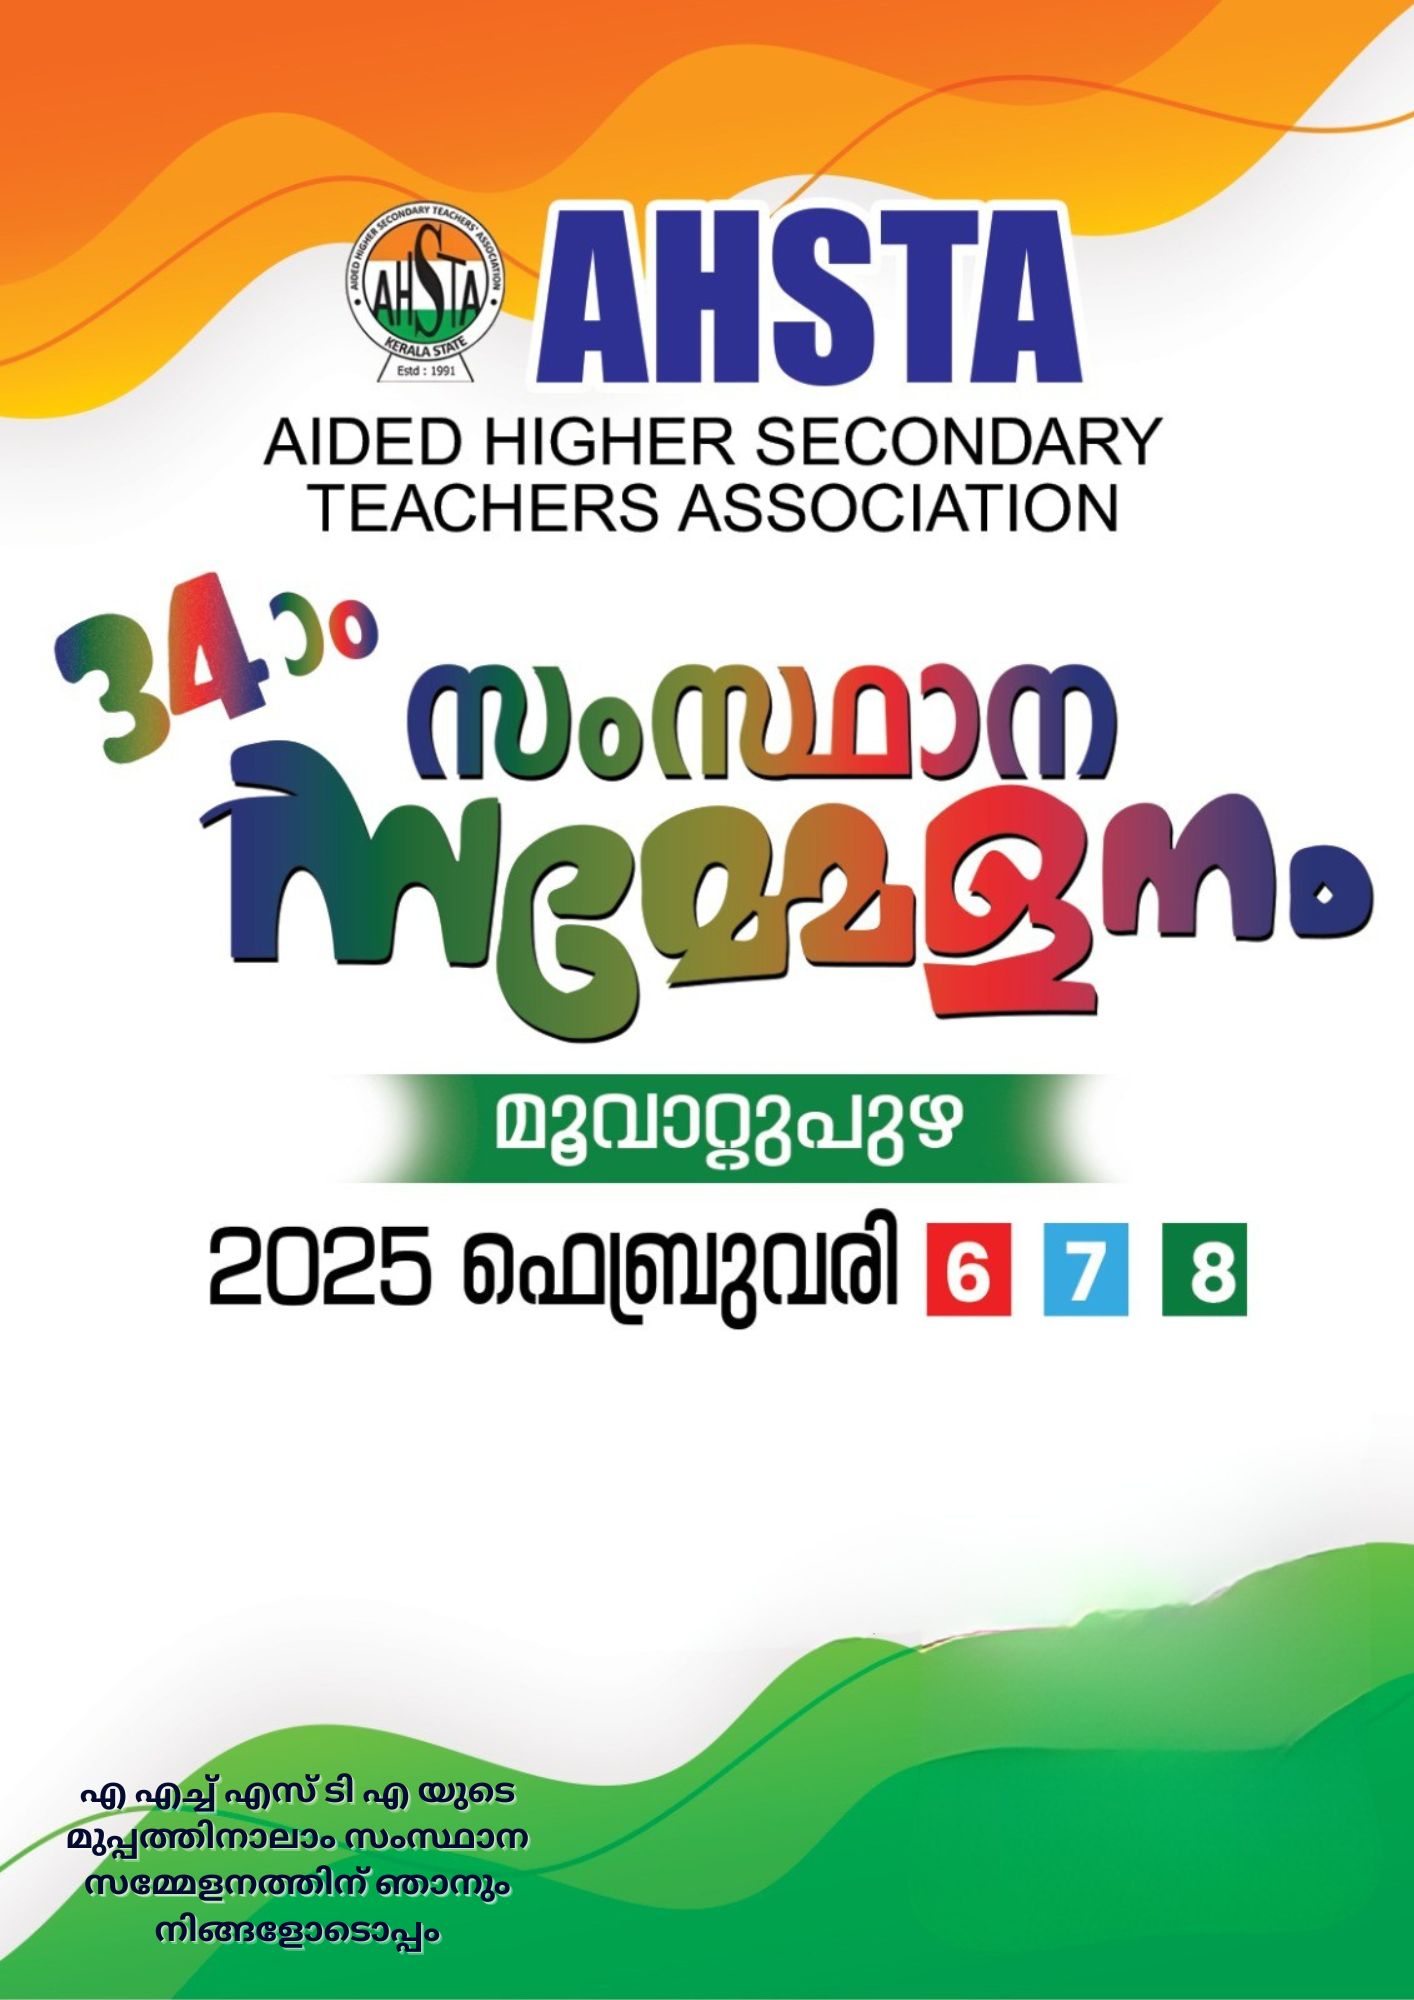 AIDED HIGHER SECONDARY TEACHERS' ASSOCIATION
AHSTA
KERALA STATE
Estd : 1991
AHSTA
AIDED HIGHER SECONDARY
TEACHERS ASSOCIATION
34ാം
സംസ്ഥാന
സമ്മേളനം
മൂവാറ്റുപുഴ
2025 ഫെബ്രുവരി 6 7 8
എ എച്ച് എസ് ടി എ യുടെ
മുപ്പത്തിനാലാം സംസ്ഥാന
സമ്മേളനത്തിന് ഞാനും
നിങ്ങളോടൊപ്പം